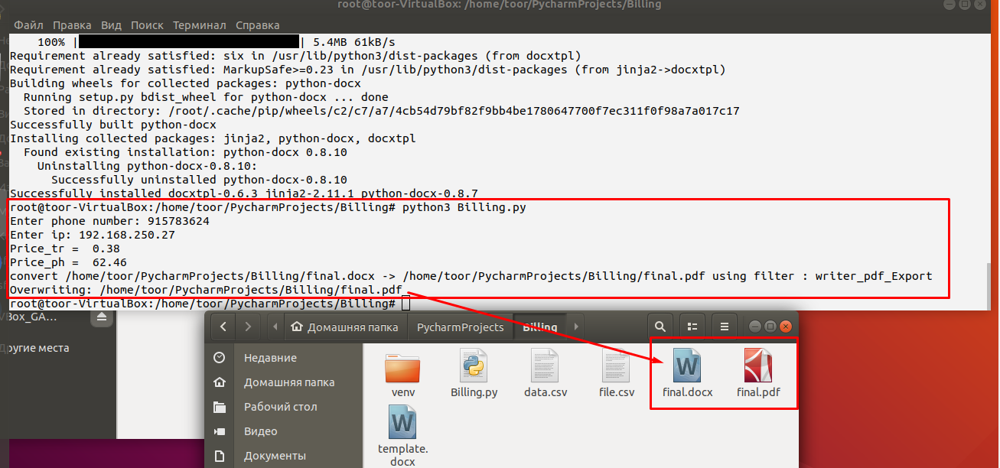 root@toor-VirtualBox: /home/toor/PycharmProjects/Billing
Файл Правка Вид Поиск Терминал Справка
100% | | 5.4MB 61kB/s
Requirement already satisfied: six in /usr/lib/python3/dist-packages (from docxtpl)
Requirement already satisfied: MarkupSafe>=0.23 in /usr/lib/python3/dist-packages (from jinja2->docxtpl)
Building wheels for collected packages: python-docx
Running setup.py bdist_wheel for python-docx ... done
Stored in directory: /root/.cache/pip/wheels/c2/c7/a7/4cb54d79bf82f9bb4be1780647700f7ec311f0f98a7a017c17
Successfully built python-docx
Installing collected packages: jinja2, python-docx, docxtpl
Found existing installation: python-docx 0.8.10
Uninstalling python-docx-0.8.10:
Successfully uninstalled python-docx-0.8.10
Successfully installed docxtpl-0.6.3 jinja2-2.11.1 python-docx-0.8.7
root@toor-VirtualBox:/home/toor/PycharmProjects/Billing# python3 Billing.py
Enter phone number: 915783624
Enter ip: 192.168.250.27
Price_tr =  0.38
Price_ph =  62.46
convert /home/toor/PycharmProjects/Billing/final.docx -> /home/toor/PycharmProjects/Billing/final.pdf using filter : writer_pdf_Export
Overwriting: /home/toor/PycharmProjects/Billing/final.pdf
root@toor-VirtualBox:/home/toor/PycharmProjects/Billing#
VBox_GA...
Другие места
Домашняя папка PycharmProjects Billing
Недавние
Домашняя папка
Рабочий стол
Видео
Документы
venv Billing.py data.csv file.csv final.docx final.pdf
template.
docx